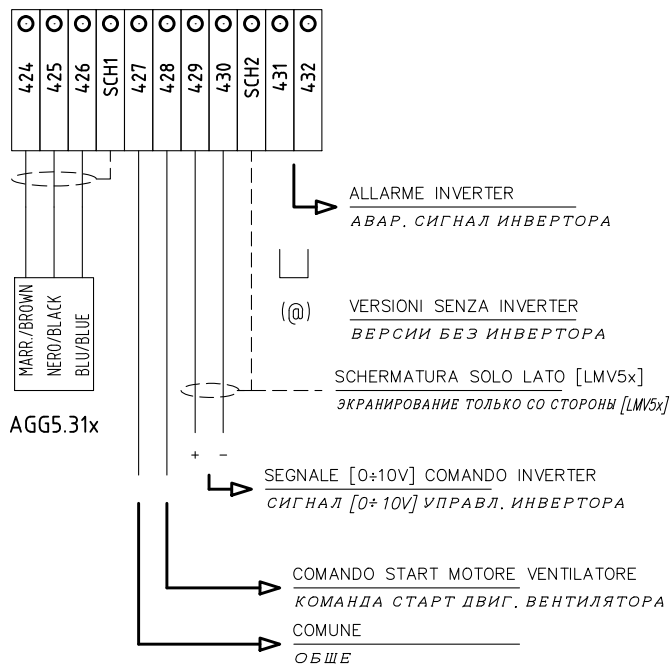 424 425 426 SCH1 427 428 429 430 SCH2 431 432
ALLARME INVERTER
АВАР. СИГНАЛ ИНВЕРТОРА
(@) VERSIONI SENZA INVERTER
ВЕРСИИ БЕЗ ИНВЕРТОРА
MARR./BROWN
NERO/BLACK
BLU/BLUE
SCHERMATURA SOLO LATO [LMV5x]
ЭКРАНИРОВАНИЕ ТОЛЬКО СО СТОРОНЫ [LMV5x]
AGG5.31x
+ -
SEGNALE [0÷10V] COMANDO INVERTER
СИГНАЛ [0÷10V] УПРАВЛ. ИНВЕРТОРА
COMANDO START MOTORE VENTILATORE
КОМАНДА СТАРТ ДВИГ. ВЕНТИЛЯТОРА
COMUNE
ОБЩЕ